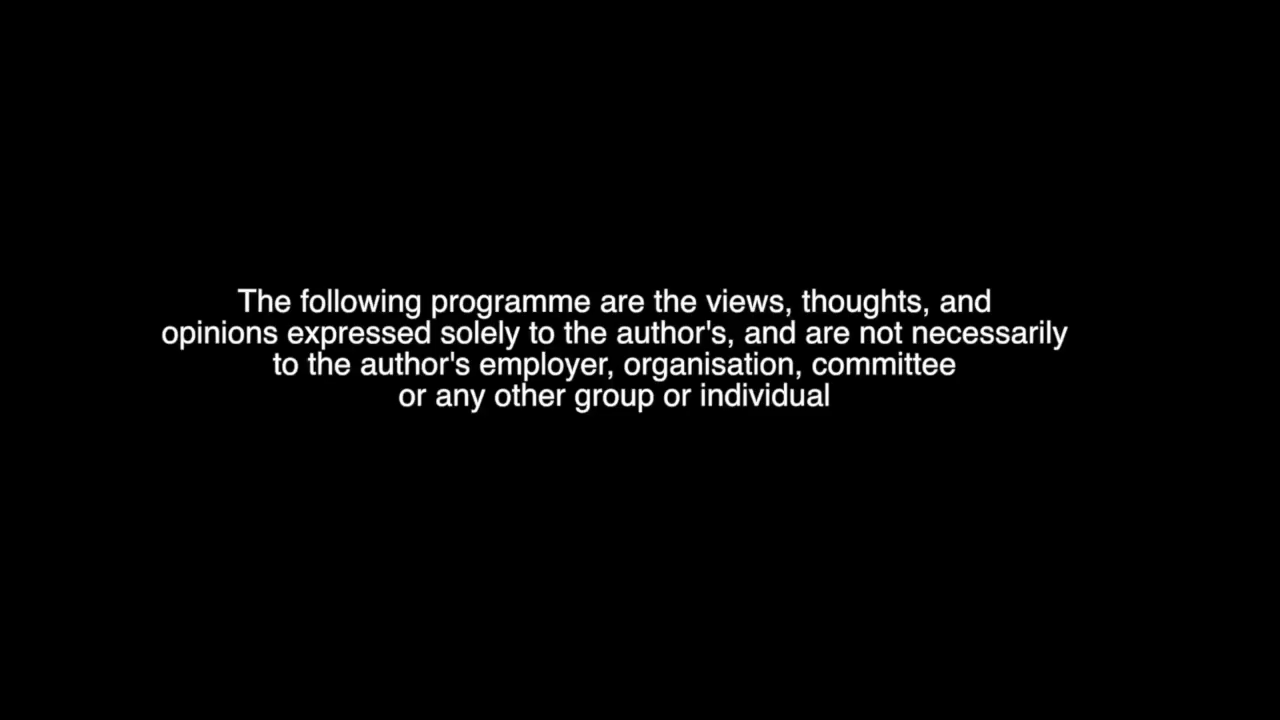 The following programme are the views, thoughts, and
opinions expressed solely to the author's, and are not necessarily
to the author's employer, organisation, committee
or any other group or individual